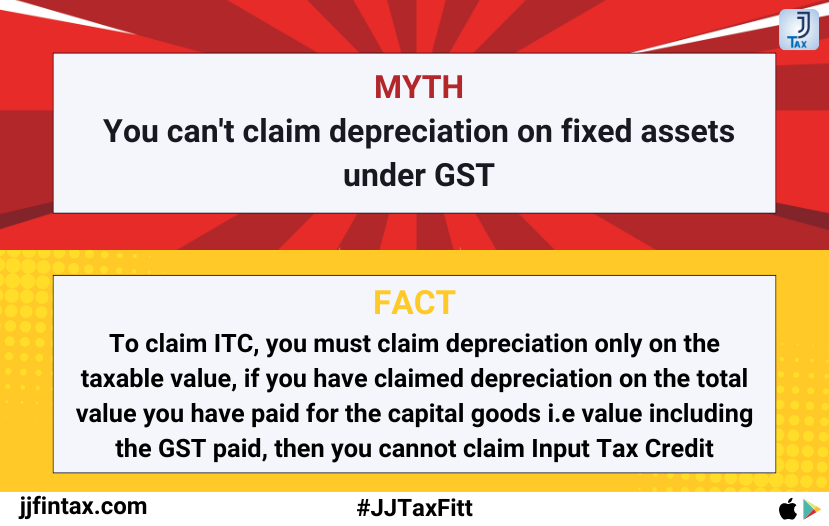 J
TAX
MYTH
You can't claim depreciation on fixed assets
under GST
FACT
To claim ITC, you must claim depreciation only on the
taxable value, if you have claimed depreciation on the total
value you have paid for the capital goods i.e value including
the GST paid, then you cannot claim Input Tax Credit
jjfintax.com
#JJTaxFitt